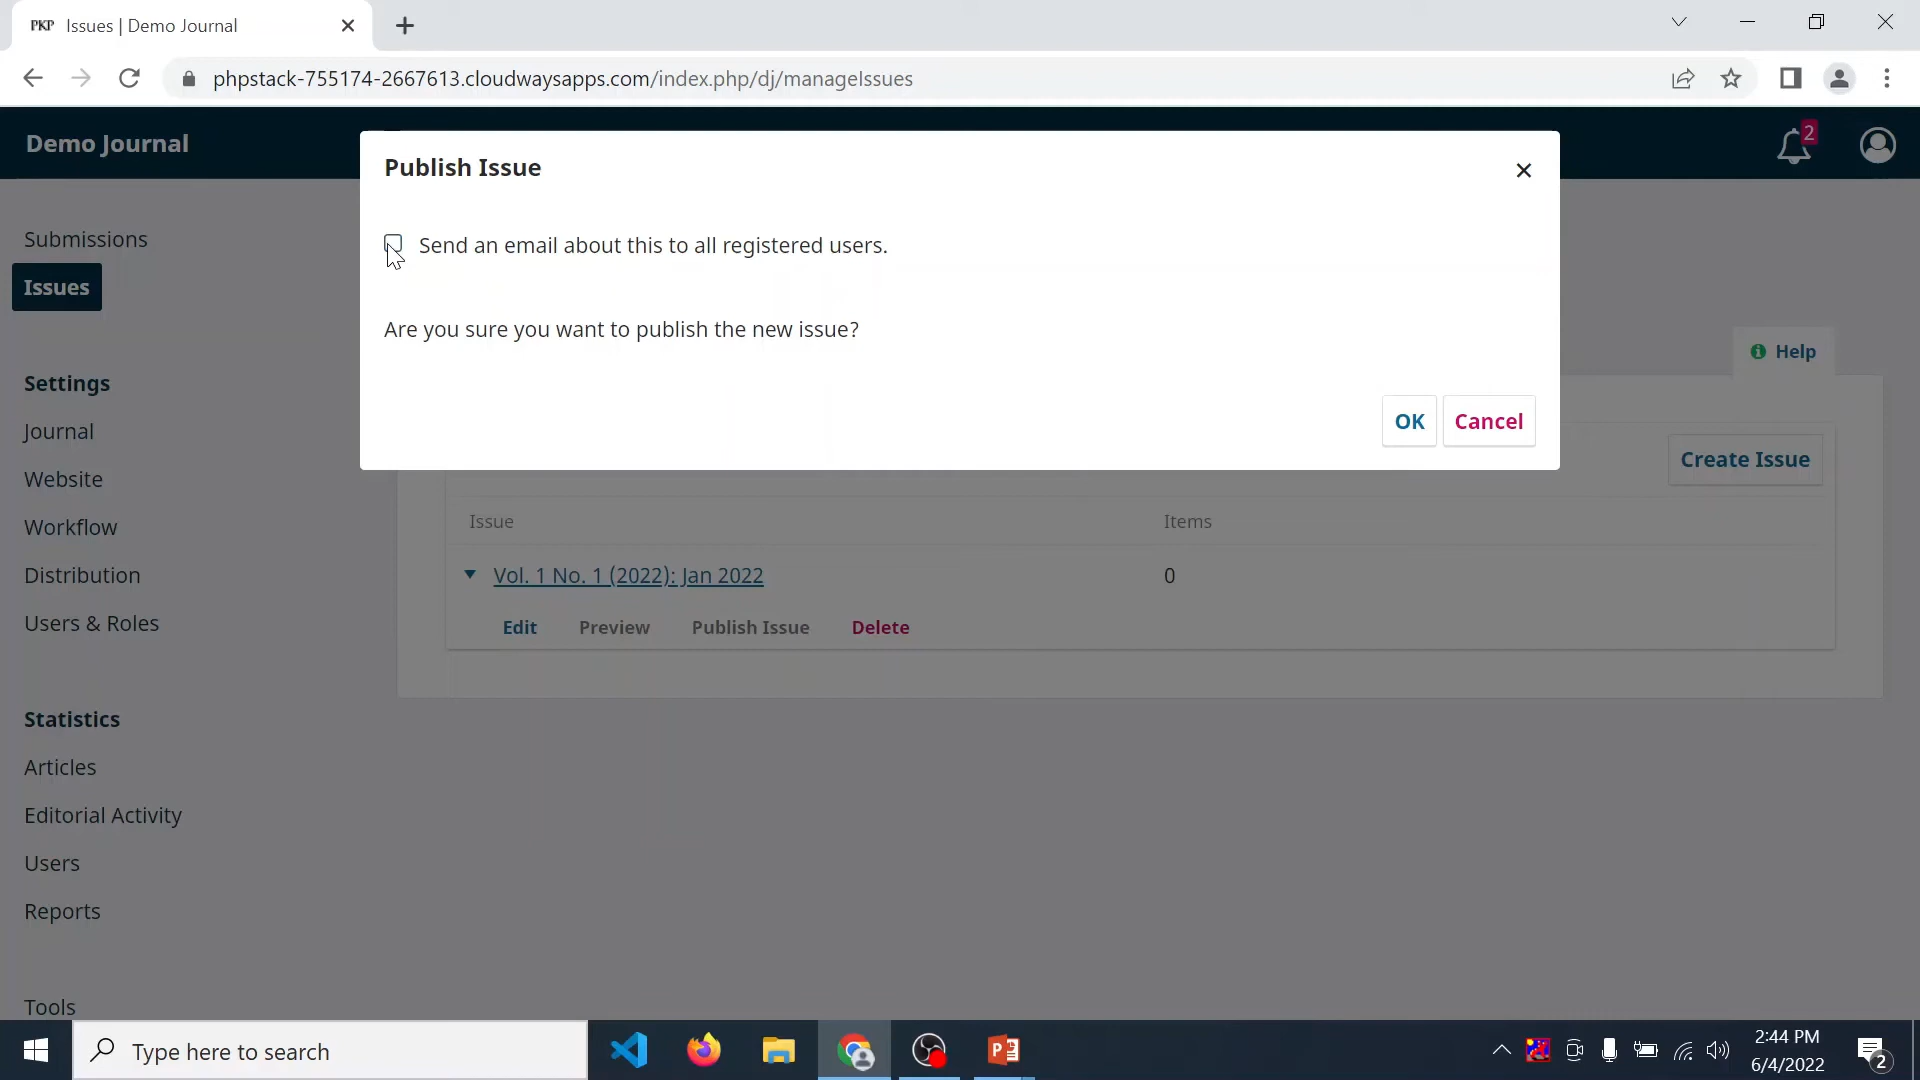 PKP Issues | Demo Journal
phpstack-755174-2667613.cloudwaysapps.com/index.php/dj/manageIssues
Demo Journal
2
Publish Issue
Send an email about this to all registered users.
Are you sure you want to publish the new issue?
OK Cancel
Submissions
Issues
Settings
Journal
Website
Workflow
Distribution
Users & Roles
Statistics
Articles
Editorial Activity
Users
Reports
Tools
Help
Create Issue
Issue Items
Vol. 1 No. 1 (2022): Jan 2022 0
Edit Preview Publish Issue Delete
Type here to search
2:44 PM
6/4/2022
2